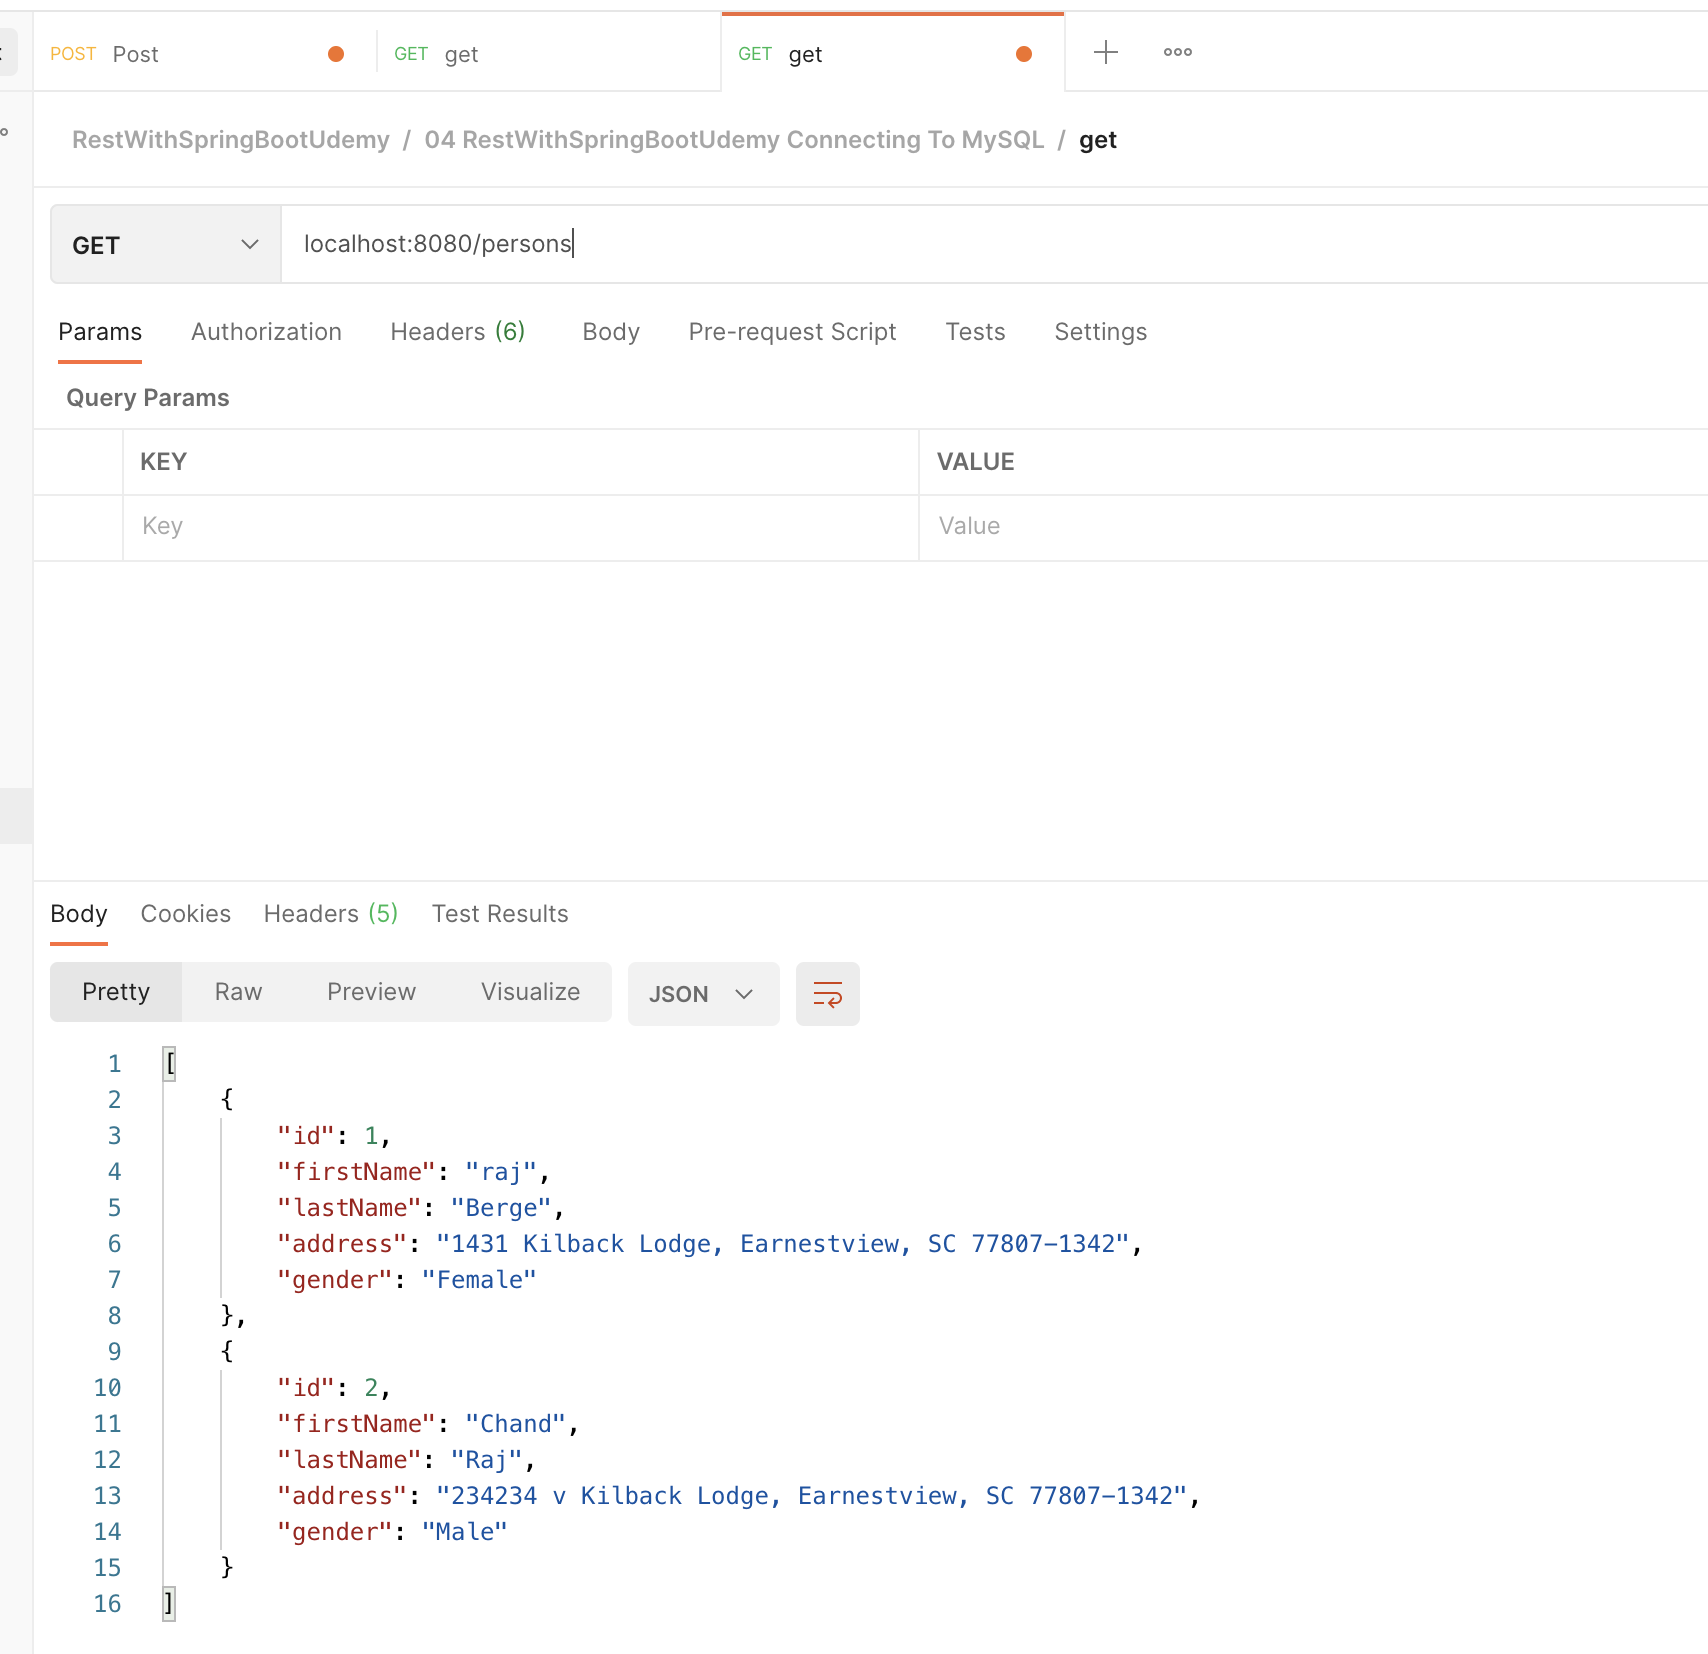 POST Post GET get GET get
RestWithSpringBootUdemy / 04 RestWithSpringBootUdemy Connecting To MySQL / get
GET localhost:8080/persons
Params Authorization Headers (6) Body Pre-request Script Tests Settings
Query Params
KEY VALUE
Key Value
Body Cookies Headers (5) Test Results
Pretty Raw Preview Visualize JSON
1 [
2 {
3 "id": 1,
4 "firstName": "raj",
5 "lastName": "Berge",
6 "address": "1431 Kilback Lodge, Earnestview, SC 77807-1342",
7 "gender": "Female"
8 },
9 {
10 "id": 2,
11 "firstName": "Chand",
12 "lastName": "Raj",
13 "address": "234234 v Kilback Lodge, Earnestview, SC 77807-1342",
14 "gender": "Male"
15 }
16 ]